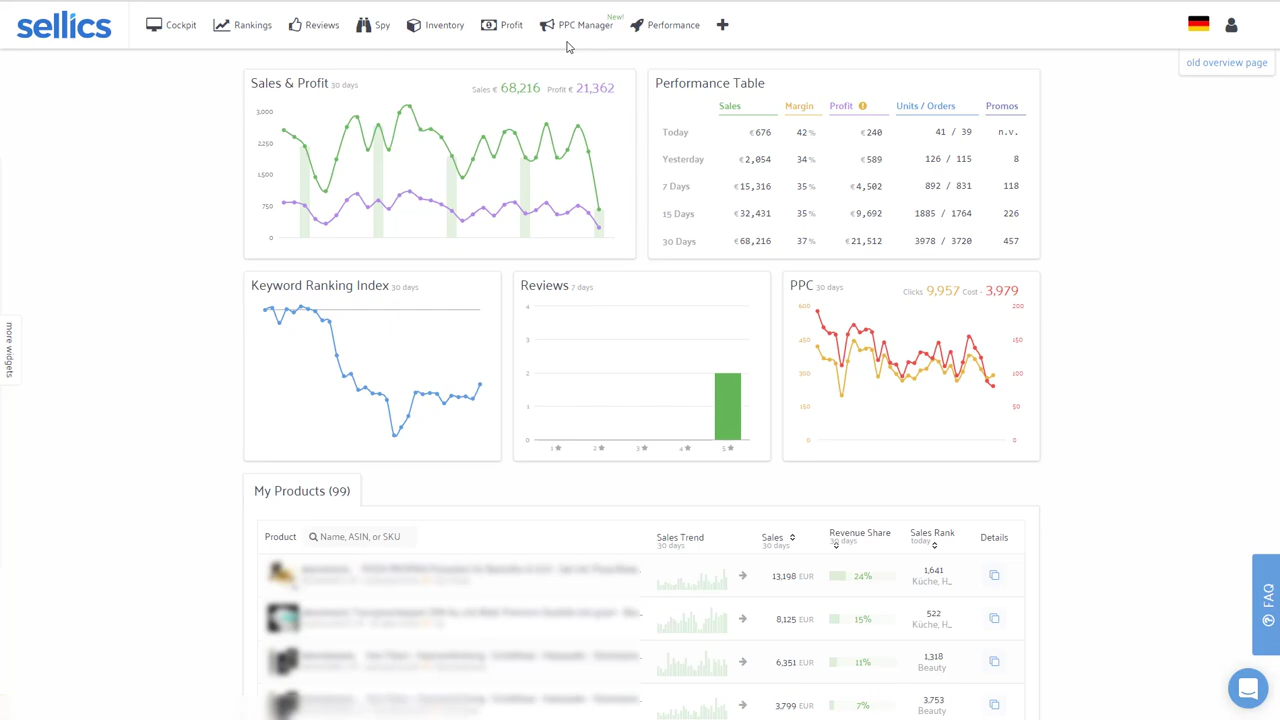 sellics
Cockpit Rankings Reviews Spy Inventory Profit PPC Manager New! Performance
old overview page
Sales & Profit 30 days
Sales € 68,216 Profit € 21,362
3,000
2250
1500
750
0
Performance Table
Sales Margin Profit Units / Orders Promos
Today €676 42% €240 41 / 39 n.v.
Yesterday €2,054 34% €589 126 / 115 8
7 Days €15,316 35% €4,502 892 / 831 118
15 Days €32,431 35% €9,692 1885 / 1764 226
30 Days €68,216 37% €21,512 3978 / 3720 457
more widgets
Keyword Ranking Index 30 days
Reviews 7 days
4
3
2
1
0
1 2 3 4 5
PPC 30 days
Clicks 9,957 Cost - 3,979
600 200
450 150
300 100
150 50
0 0
My Products (99)
Product Name, ASIN, or SKU
Sales Trend 30 days
Sales 30 days
Revenue Share 30 days
Sales Rank today
Details
13,198 EUR 24% 1,641
Küche, H...
8,125 EUR 15% 522
Küche, H...
6,351 EUR 11% 1,318
Beauty
3,799 EUR 7% 3,753
Beauty
FAQ